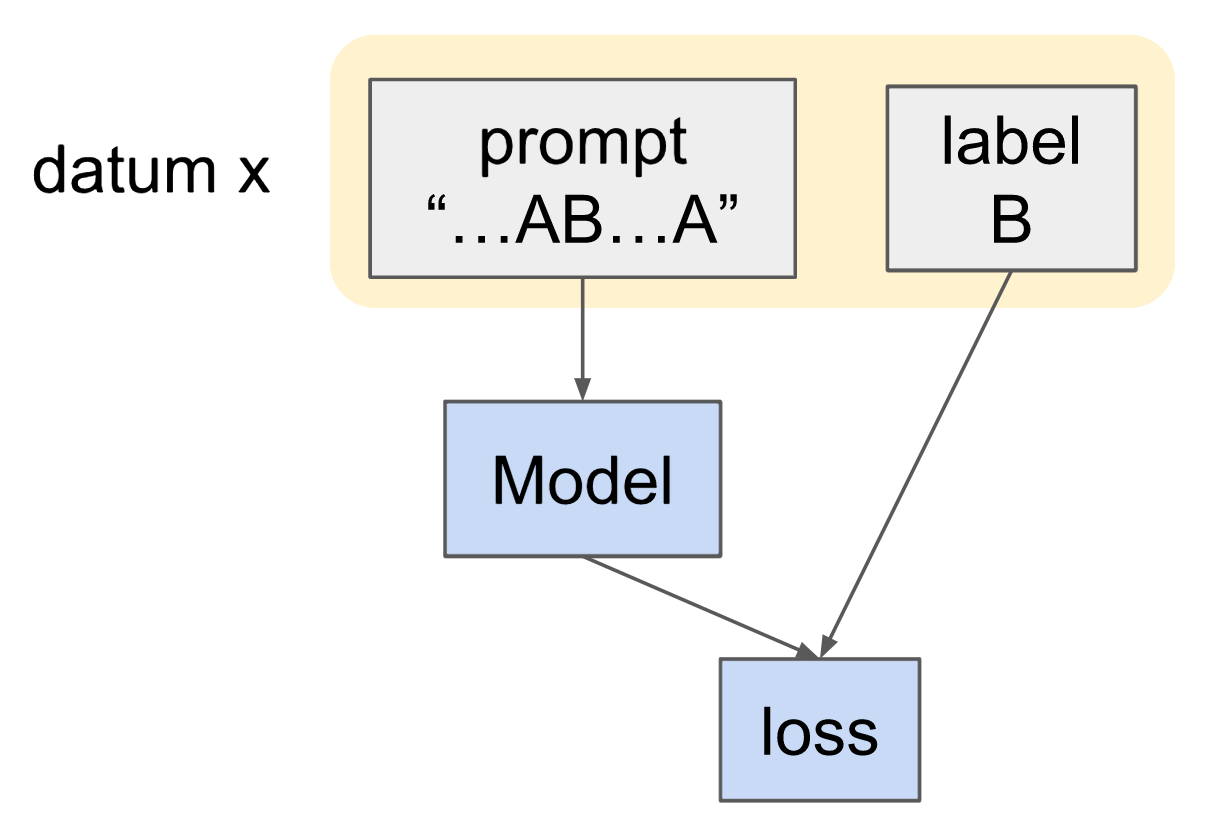 datum x
prompt
“…AB…A”
label
B
Model
loss